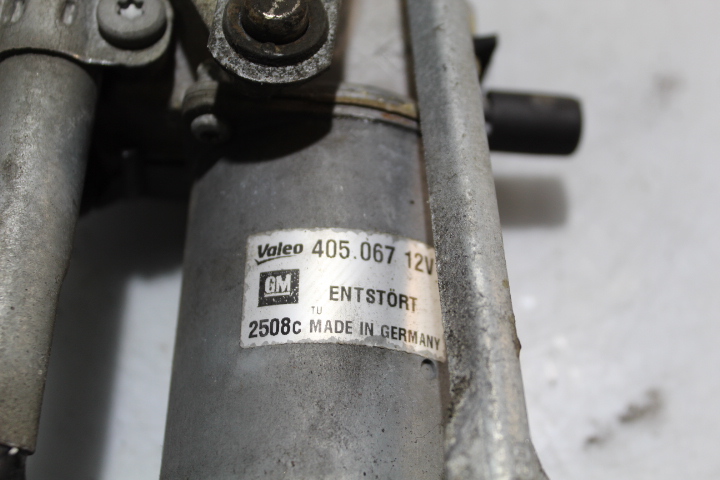 Valeo 405.067 12V
GM ENTSTÖRT
TU
2508c MADE IN GERMANY